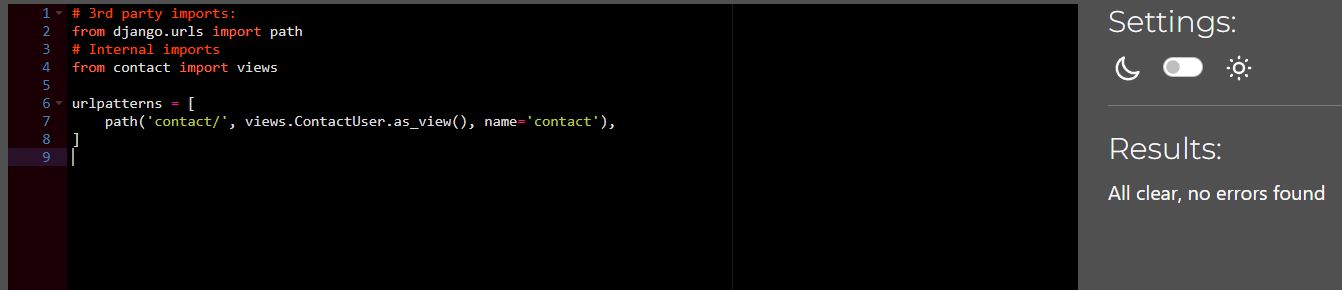 1 # 3rd party imports:
2 from django.urls import path
3 # Internal imports
4 from contact import views
5
6 urlpatterns = [
7     path('contact/', views.ContactUser.as_view(), name='contact'),
8 ]
9
Settings:
Results:
All clear, no errors found